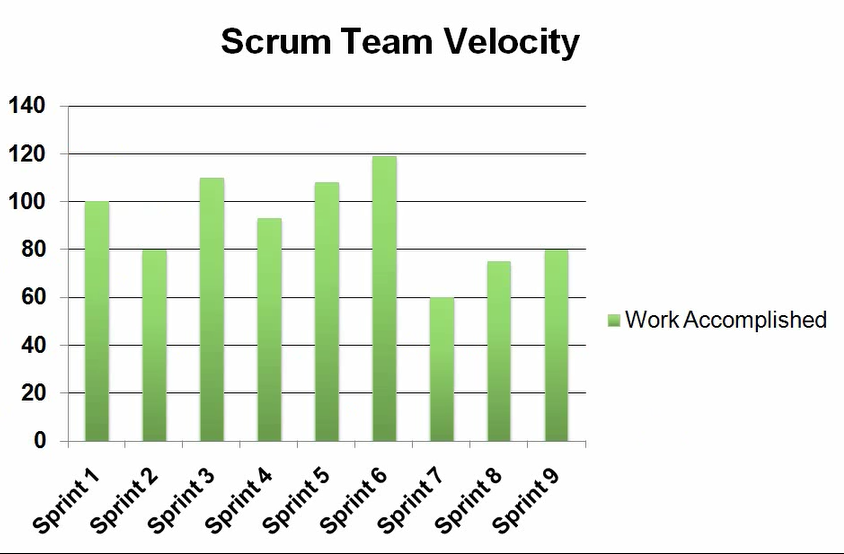 Scrum Team Velocity
140
120
100
80
60
40
20
0
Sprint 1
Sprint 2
Sprint 3
Sprint 4
Sprint 5
Sprint 6
Sprint 7
Sprint 8
Sprint 9
Work Accomplished